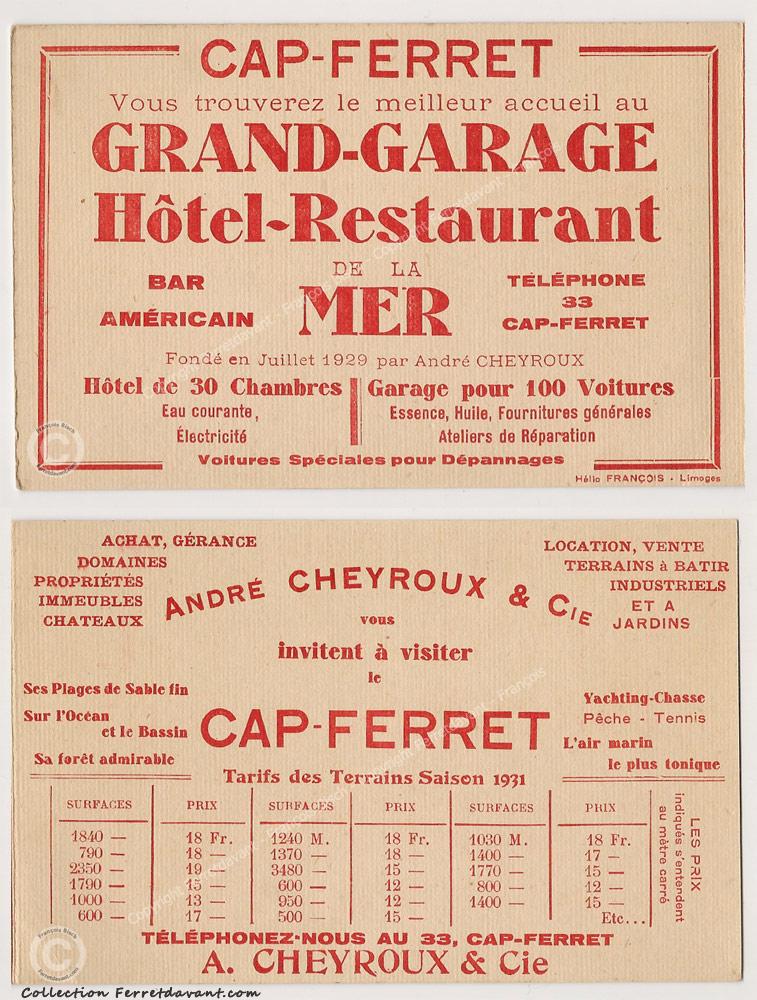 CAP-FERRET
Vous trouverez le meilleur accueil au
GRAND-GARAGE
Hôtel-Restaurant
DE LA
MER
BAR
AMÉRICAIN
TÉLÉPHONE
33
CAP-FERRET
Fondé en Juillet 1929 par André CHEYROUX
Hôtel de 30 Chambres
Eau courante,
Électricité
Garage pour 100 Voitures
Essence, Huile, Fournitures générales
Ateliers de Réparation
Voitures Spéciales pour Dépannages
Hélio FRANÇOIS - Limoges
François Bloch
©
Ferretdavant.com
ACHAT, GÉRANCE
DOMAINES
PROPRIÉTÉS
IMMEUBLES
CHATEAUX
ANDRÉ CHEYROUX & CIE
LOCATION, VENTE
TERRAINS à BATIR
INDUSTRIELS
ET A
JARDINS
vous
invitent à visiter
le
CAP-FERRET
Ses Plages de Sable fin
Sur l'Océan
et le Bassin
Sa forêt admirable
Yachting-Chasse
Pêche - Tennis
L'air marin
le plus tonique
Tarifs des Terrains Saison 1931
SURFACES PRIX SURFACES PRIX SURFACES PRIX
1840 — 18 Fr. 1240 M. 18 Fr. 1030 M. 18 Fr.
790 — 18 — 1370 — 18 — 1400 — 17 —
2350 — 19 — 3480 — 15 — 1770 — 15 —
1790 — 15 — 600 — 12 — 800 — 12 —
1000 — 13 — 950 — 12 — 1400 — 15 —
600 — 17 — 500 — 15 — Etc...
LES PRIX
indiqués s'entendent
au mètre carré
TÉLÉPHONEZ-NOUS AU 33, CAP-FERRET
A. CHEYROUX & Cie
François Bloch
©
Ferretdavant.com
Collection Ferretdavant.com